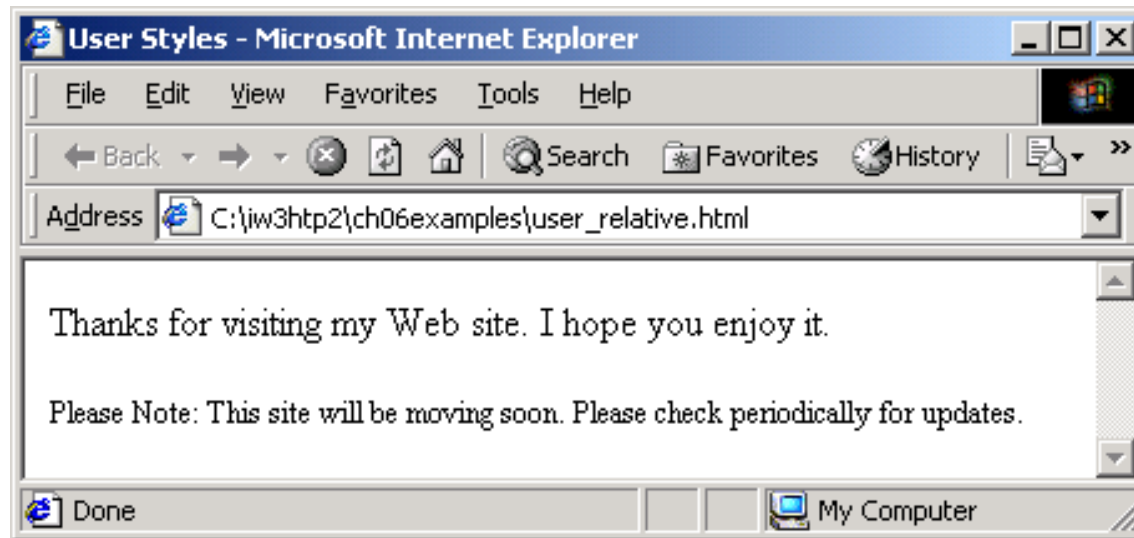 User Styles - Microsoft Internet Explorer
File Edit View Favorites Tools Help
Back Search Favorites History »
Address C:\iw3htp2\ch06examples\user_relative.html
Thanks for visiting my Web site. I hope you enjoy it.
Please Note: This site will be moving soon. Please check periodically for updates.
Done My Computer